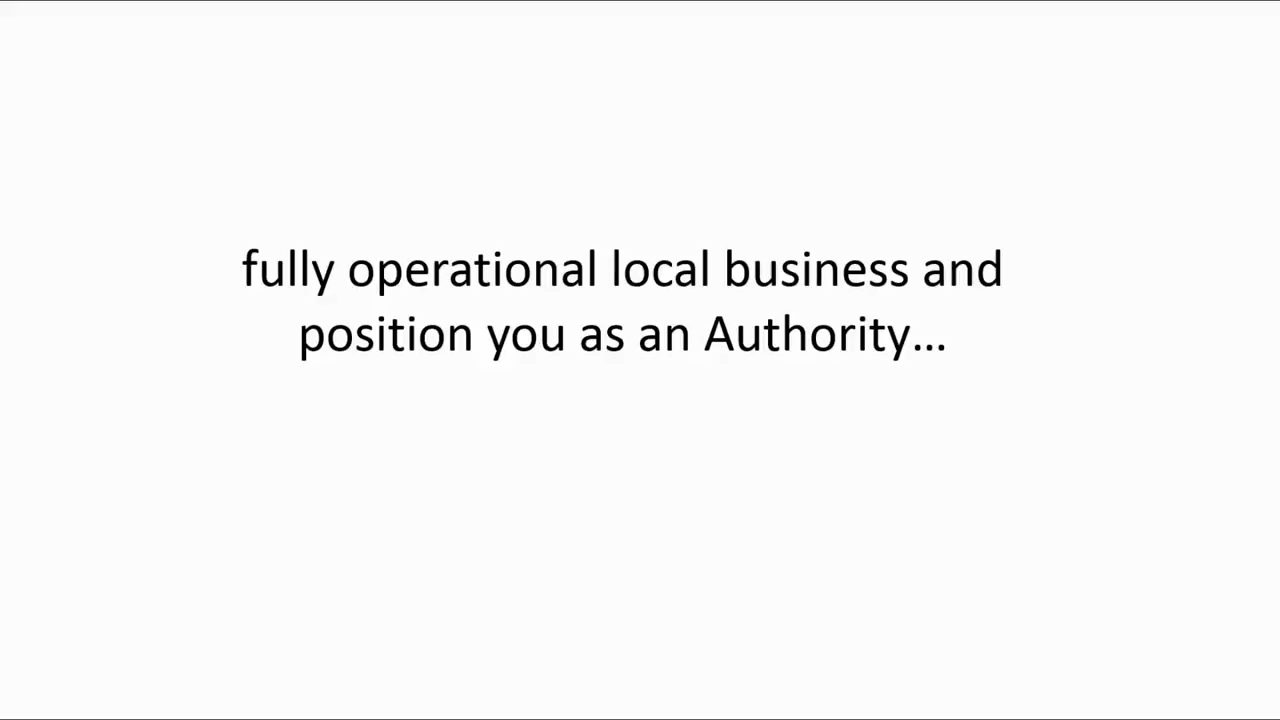 fully operational local business and
position you as an Authority…